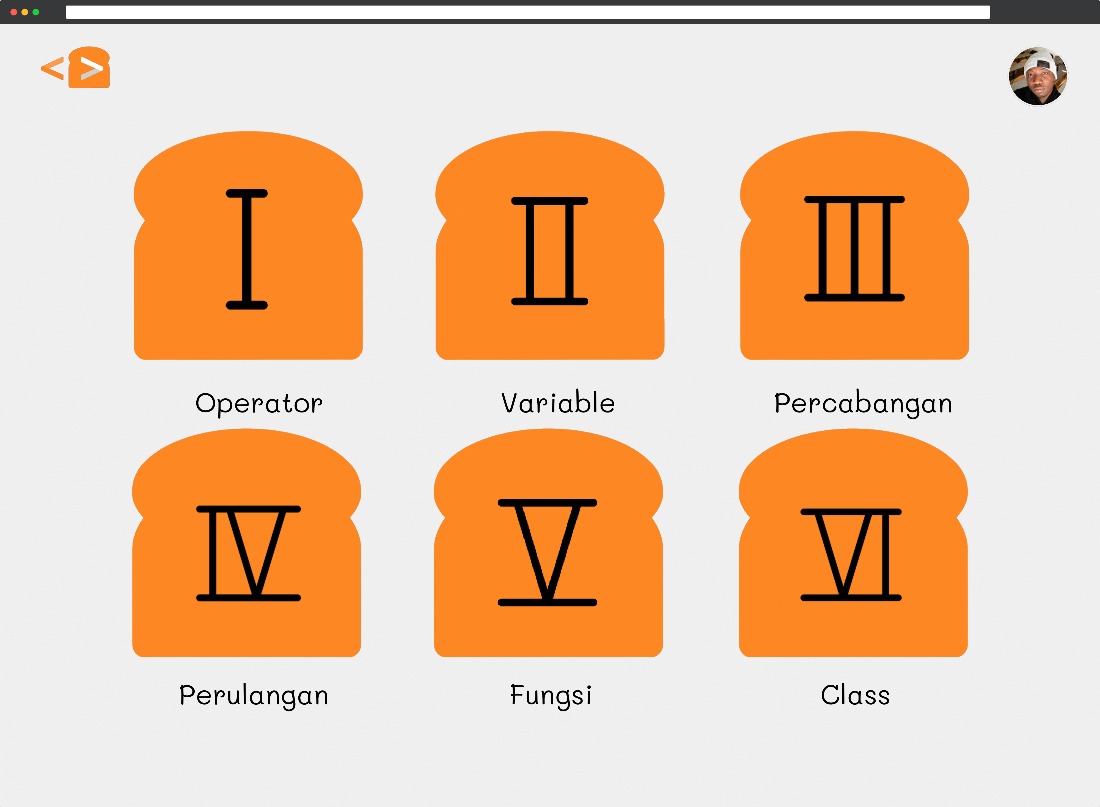 < >
I
II
III
Operator
Variable
Percabangan
IV
V
VI
Perulangan
Fungsi
Class